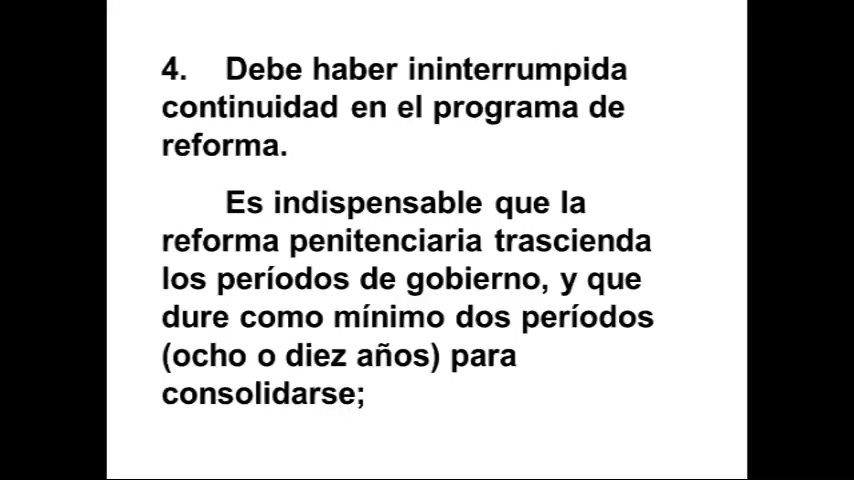 4. Debe haber ininterrumpida
continuidad en el programa de
reforma.
Es indispensable que la
reforma penitenciaria trascienda
los períodos de gobierno, y que
dure como mínimo dos períodos
(ocho o diez años) para
consolidarse;